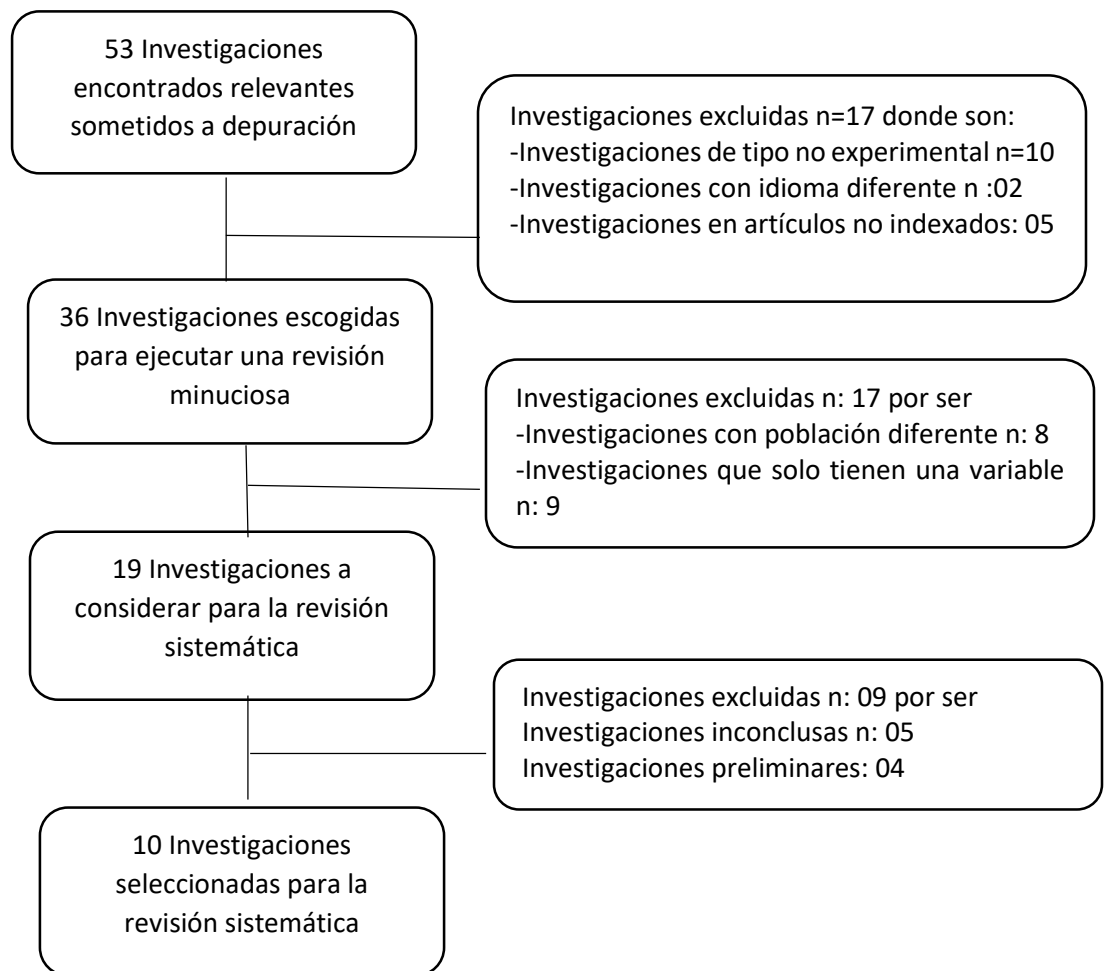 53 Investigaciones
encontrados relevantes
sometidos a depuración
Investigaciones excluidas n=17 donde son:
-Investigaciones de tipo no experimental n=10
-Investigaciones con idioma diferente n :02
-Investigaciones en artículos no indexados: 05
36 Investigaciones escogidas
para ejecutar una revisión
minuciosa
Investigaciones excluidas n: 17 por ser
-Investigaciones con población diferente n: 8
-Investigaciones que solo tienen una variable
n: 9
19 Investigaciones a
considerar para la revisión
sistemática
Investigaciones excluidas n: 09 por ser
Investigaciones inconclusas n: 05
Investigaciones preliminares: 04
10 Investigaciones
seleccionadas para la
revisión sistemática